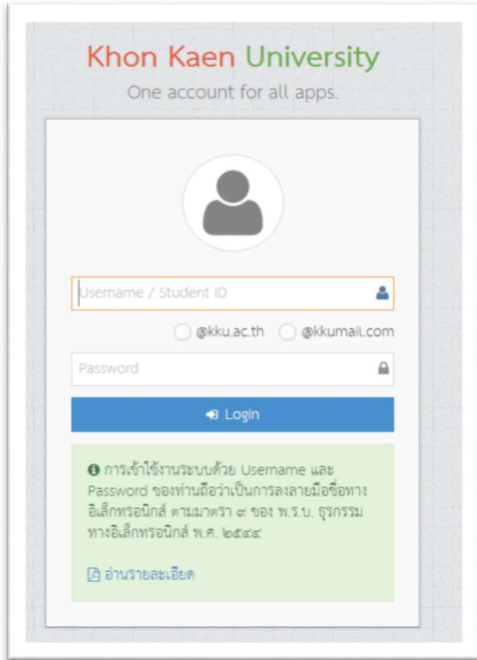 Khon Kaen University
One account for all apps.
Username / Student ID
@kku.ac.th @kkumail.com
Password
Login
การเข้าใช้งานระบบด้วย Username และ
Password ของท่านถือว่าเป็นการลงลายมือชื่อทาง
อิเล็กทรอนิกส์ ตามมาตรา ๙ ของ พ.ร.บ. ธุรกรรม
ทางอิเล็กทรอนิกส์ พ.ศ. ๒๕๔๔
อ่านรายละเอียด